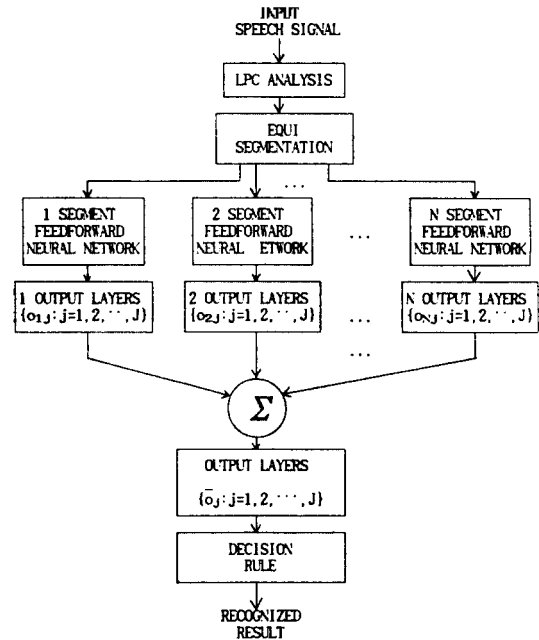 INPUT
SPEECH SIGNAL
LPC ANALYSIS
EQUI
SEGMENTATION
...
1 SEGMENT
FEEDFORWARD
NEURAL NETWORK
2 SEGMENT
FEEDFORWARD
NEURAL ETWORK
...
N SEGMENT
FEEDFORWARD
NEURAL NETWORK
1 OUTPUT LAYERS
{o1j:j=1,2,··,J}
2 OUTPUT LAYERS
{o2j:j=1,2,··,J}
...
N OUTPUT LAYERS
{oNj:j=1,2,··,J}
...
Σ
OUTPUT LAYERS
{ōj:j=1,2,···,J}
DECISION
RULE
RECOGNIZED
RESULT